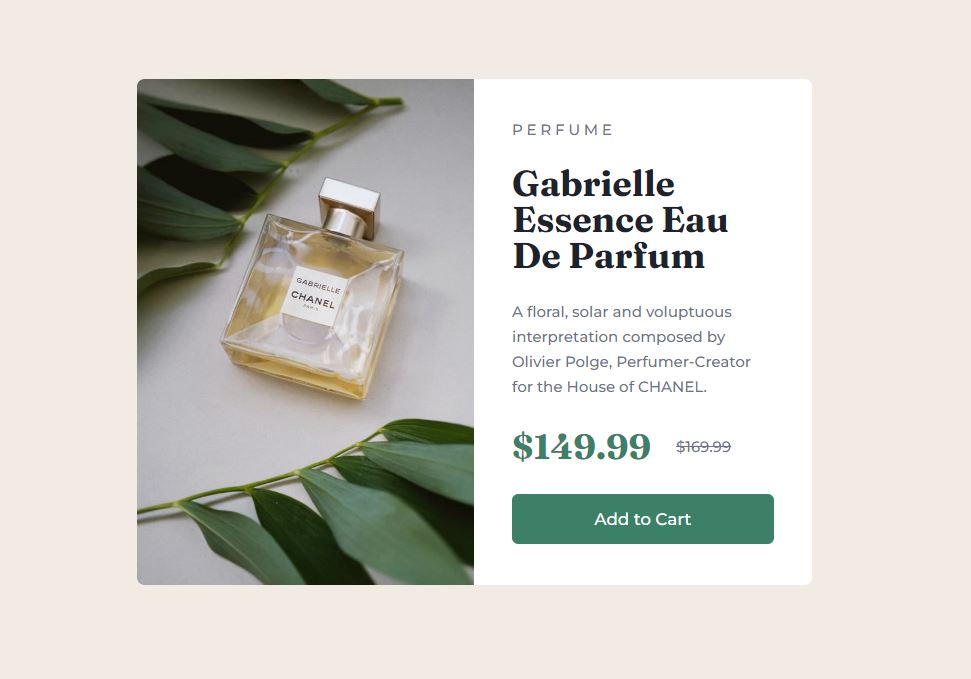 GABRIELLE
CHANEL
PARIS
PERFUME
Gabrielle
Essence Eau
De Parfum
A floral, solar and voluptuous
interpretation composed by
Olivier Polge, Perfumer-Creator
for the House of CHANEL.
$149.99 $169.99
Add to Cart